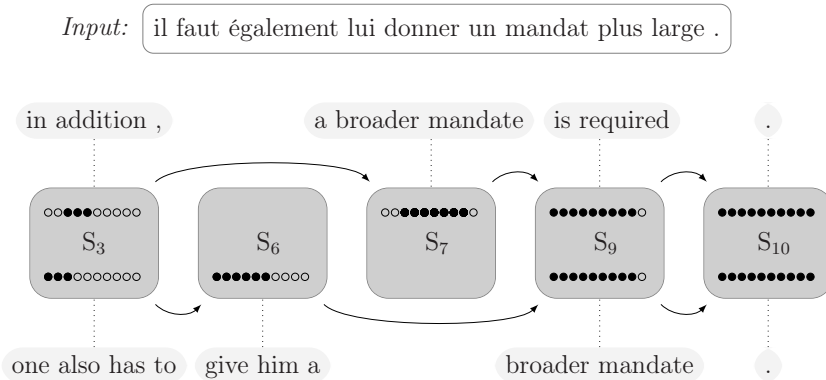 Input: il faut également lui donner un mandat plus large .
in addition , a broader mandate is required .
S3 S6 S7 S9 S10
one also has to give him a broader mandate .